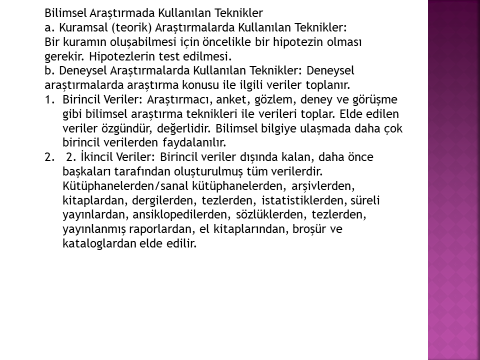 Bilimsel Araştırmada Kullanılan Teknikler
a. Kuramsal (teorik) Araştırmalarda Kullanılan Teknikler:
Bir kuramın oluşabilmesi için öncelikle bir hipotezin olması
gerekir. Hipotezlerin test edilmesi.
b. Deneysel Araştırmalarda Kullanılan Teknikler: Deneysel
araştırmalarda araştırma konusu ile ilgili veriler toplanır.
1. Birincil Veriler: Araştırmacı, anket, gözlem, deney ve görüşme
gibi bilimsel araştırma teknikleri ile verileri toplar. Elde edilen
veriler özgündür, değerlidir. Bilimsel bilgiye ulaşmada daha çok
birincil verilerden faydalanılır.
2. 2. İkincil Veriler: Birincil veriler dışında kalan, daha önce
başkaları tarafından oluşturulmuş tüm verilerdir.
Kütüphanelerden/sanal kütüphanelerden, arşivlerden,
kitaplardan, dergilerden, tezlerden, istatistiklerden, süreli
yayınlardan, ansiklopedilerden, sözlüklerden, tezlerden,
yayınlanmış raporlardan, el kitaplarından, broşür ve
kataloglardan elde edilir.